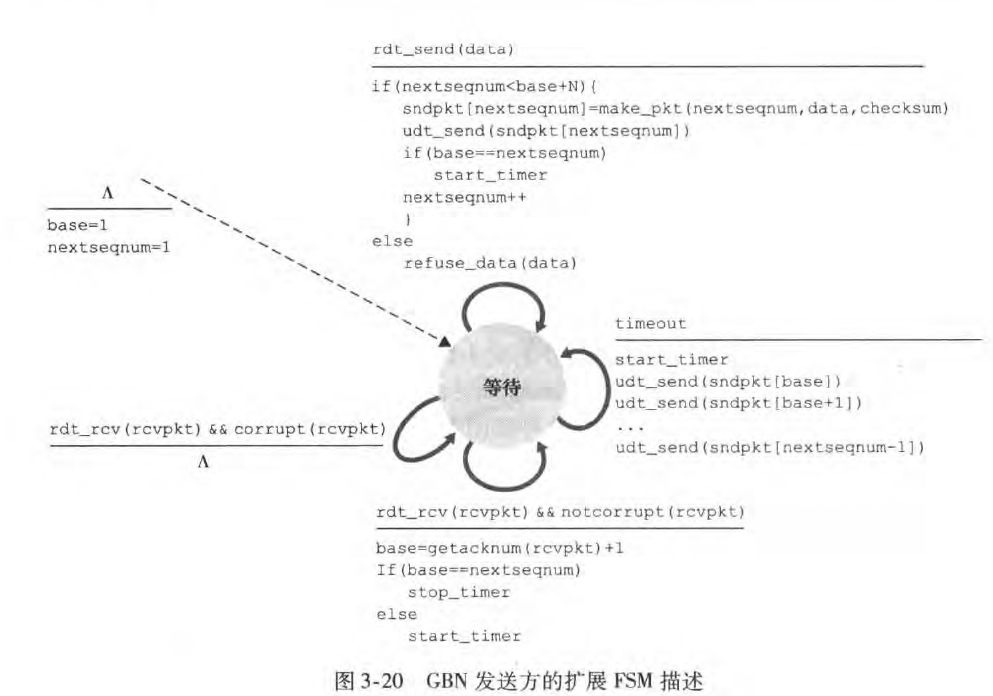 rdt_send(data)
if(nextseqnum<base+N){
sndpkt[nextseqnum]=make_pkt(nextseqnum,data,checksum)
udt_send(sndpkt[nextseqnum])
if(base==nextseqnum)
start_timer
nextseqnum++
}
else
refuse_data(data)
Λ
base=1
nextseqnum=1
timeout
start_timer
udt_send(sndpkt[base])
udt_send(sndpkt[base+1])
...
udt_send(sndpkt[nextseqnum-1])
等待
rdt_rcv(rcvpkt) && corrupt(rcvpkt)
Λ
rdt_rcv(rcvpkt) && notcorrupt(rcvpkt)
base=getacknum(rcvpkt)+1
If(base==nextseqnum)
stop_timer
else
start_timer
图 3-20 GBN 发送方的扩展 FSM 描述